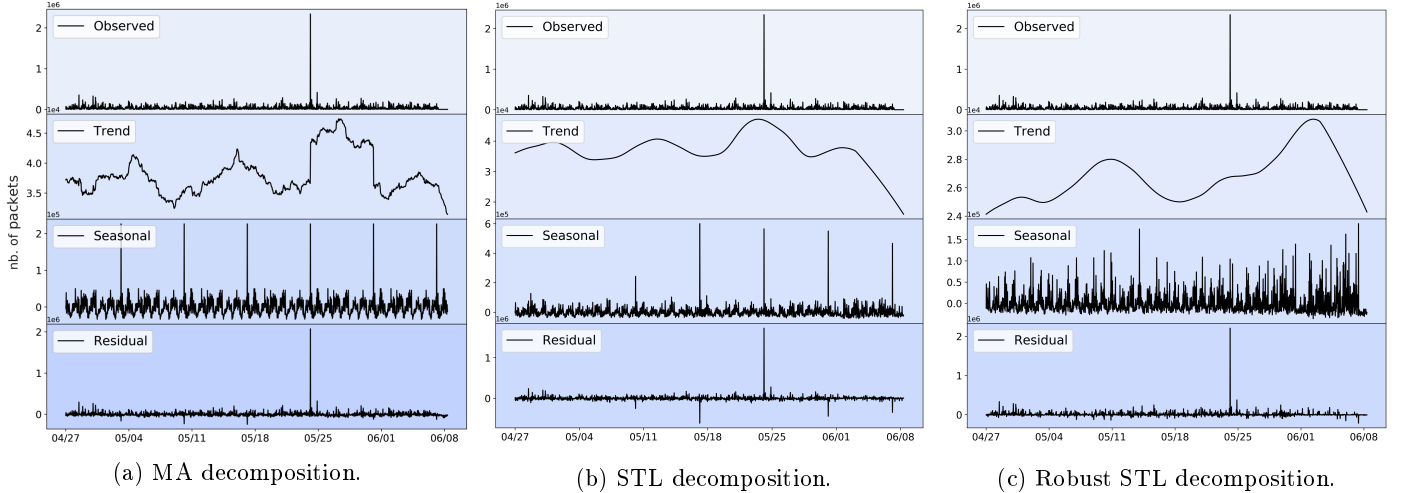 nb. of packets
1e6
2
1
0
Observed
1e4
4.5
4.0
3.5
Trend
1e5
2
1
0
Seasonal
1e6
2
1
0
Residual
04/27 05/04 05/11 05/18 05/25 06/01 06/08
(a) MA decomposition.
1e6
2
1
0
Observed
1e4
4
3
2
Trend
1e5
6
4
2
0
Seasonal
1e6
1
0
Residual
04/27 05/04 05/11 05/18 05/25 06/01 06/08
(b) STL decomposition.
1e6
2
1
0
Observed
1e4
3.0
2.8
2.6
2.4
Trend
1e5
1.5
1.0
0.5
0.0
Seasonal
1e6
2
1
0
Residual
04/27 05/04 05/11 05/18 05/25 06/01 06/08
(c) Robust STL decomposition.